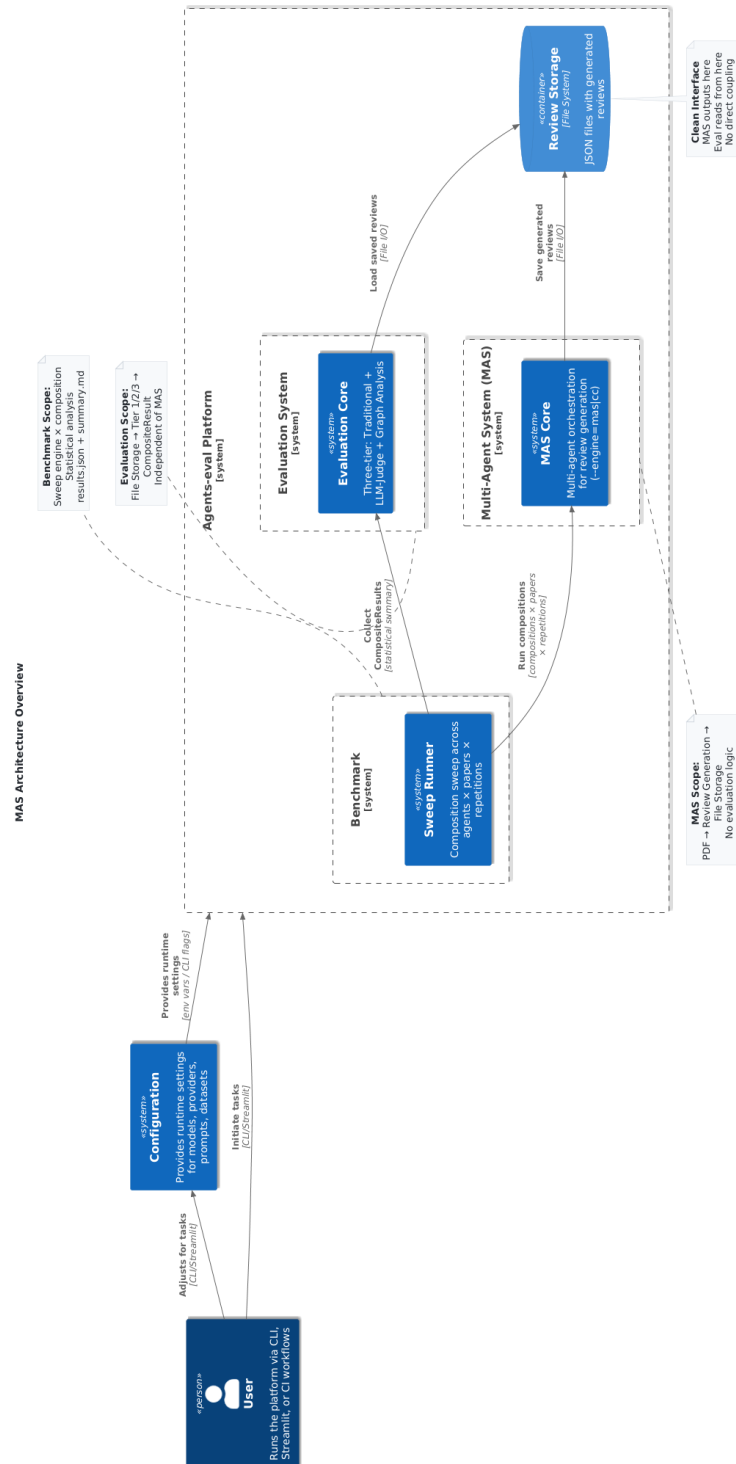 MAS Architecture Overview
«person»
User
Runs the platform via CLI,
Streamlit, or CI workflows
Adjusts for tasks
[CLI/Streamlit]
Initiate tasks
[CLI/Streamlit]
«system»
Configuration
Provides runtime settings
for models, providers,
prompts, datasets
Provides runtime
settings
[env vars / CLI flags]
Agents-eval Platform
[system]
Benchmark
[system]
«system»
Sweep Runner
Composition sweep across
agents × papers ×
repetitions
Collect
CompositeResults
[statistical summary]
Run compositions
[compositions × papers
× repetitions]
Evaluation System
[system]
«system»
Evaluation Core
Three-tier: Traditional +
LLM-Judge + Graph Analysis
Multi-Agent System (MAS)
[system]
«system»
MAS Core
Multi-agent orchestration
for review generation
(--engine=mas|cc)
Load saved reviews
[File I/O]
Save generated
reviews
[File I/O]
«container»
Review Storage
[File System]
JSON files with generated
reviews
Benchmark Scope:
Sweep engine × composition
Statistical analysis
results.json + summary.md
Evaluation Scope:
File Storage → Tier 1/2/3 →
CompositeResult
Independent of MAS
MAS Scope:
PDF → Review Generation →
File Storage
No evaluation logic
Clean Interface
MAS outputs here
Eval reads from here
No direct coupling